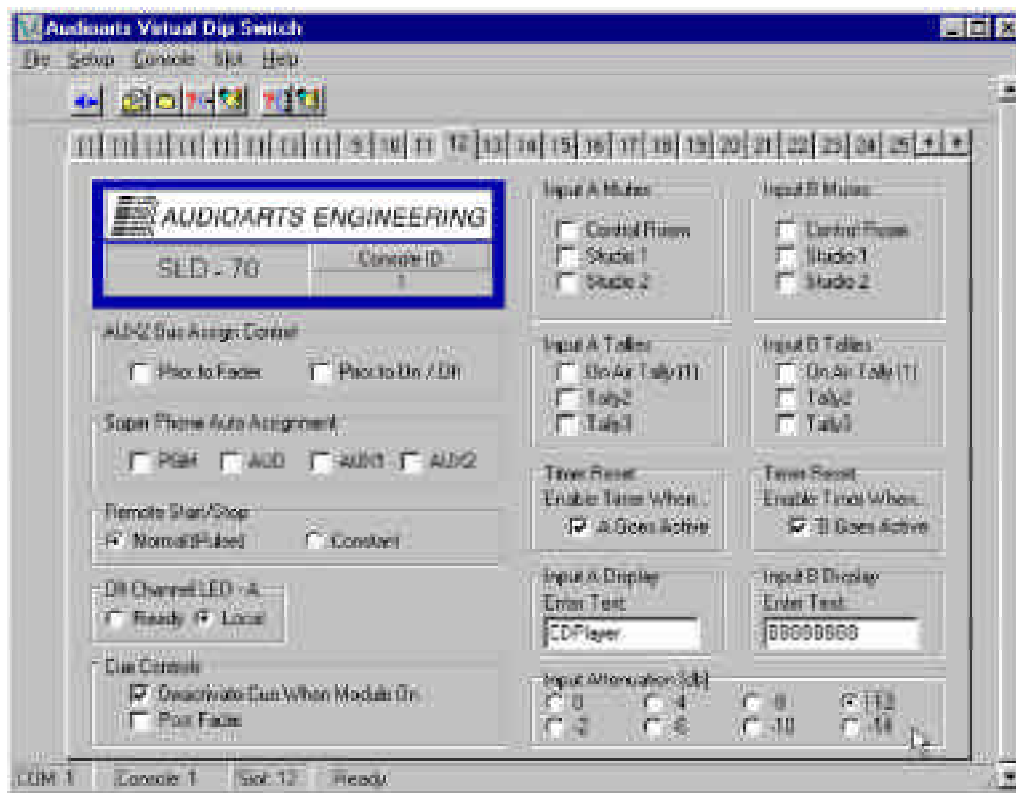 Audioarts Virtual Dip Switch
Setup Console Slot Help
9 10 11 12 13 14 15 16 17 18 19 20 21 22 23 24 25
AUDIOARTS ENGINEERING
SLD - 70
Console ID
1
AUX2 Bus Assign Control
Prior to Fader
Prior to On / Off
Super Phone Auto Assignment
PGM
AUD
AUX1
AUX2
Remote Start/Stop
Normal (Pulse)
Constant
Off Channel LED - A
Ready
Local
Cue Controls
Deactivate Cue When Module On
Post Fader
Input A Mutes
Control Room
Studio 1
Studio 2
Input B Mutes
Control Room
Studio 1
Studio 2
Input A Tallies
On Air Tally (1)
Tally2
Tally3
Input B Tallies
On Air Tally (1)
Tally2
Tally3
Timer Reset
Enable Timer When...
A Goes Active
Timer Reset
Enable Timer When...
B Goes Active
Input A Display
Enter Text
CDPlayer
Input B Display
Enter Text
BBBBBBBB
Input Attenuation (db)
0
-4
-8
-12
-2
-6
-10
-14
COM: 1
Console 1
Slot: 12
Ready